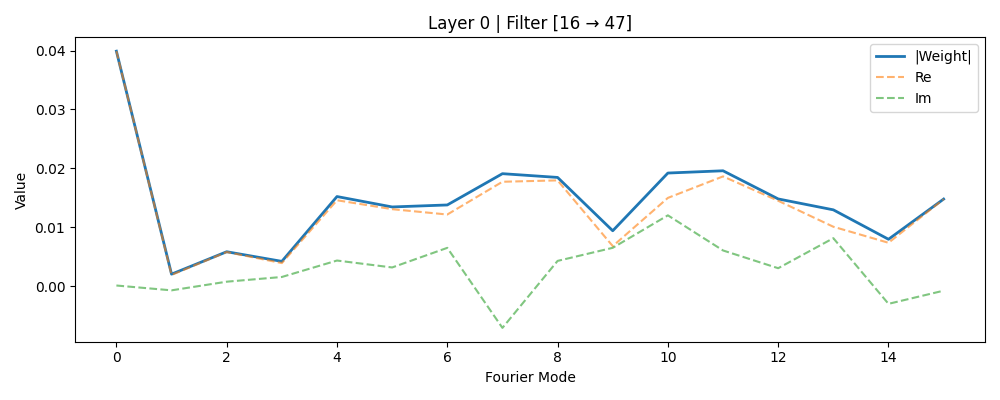 Layer 0 | Filter [16 → 47]
|Weight|
Re
Im
Value
0.04
0.03
0.02
0.01
0.00
0 2 4 6 8 10 12 14
Fourier Mode